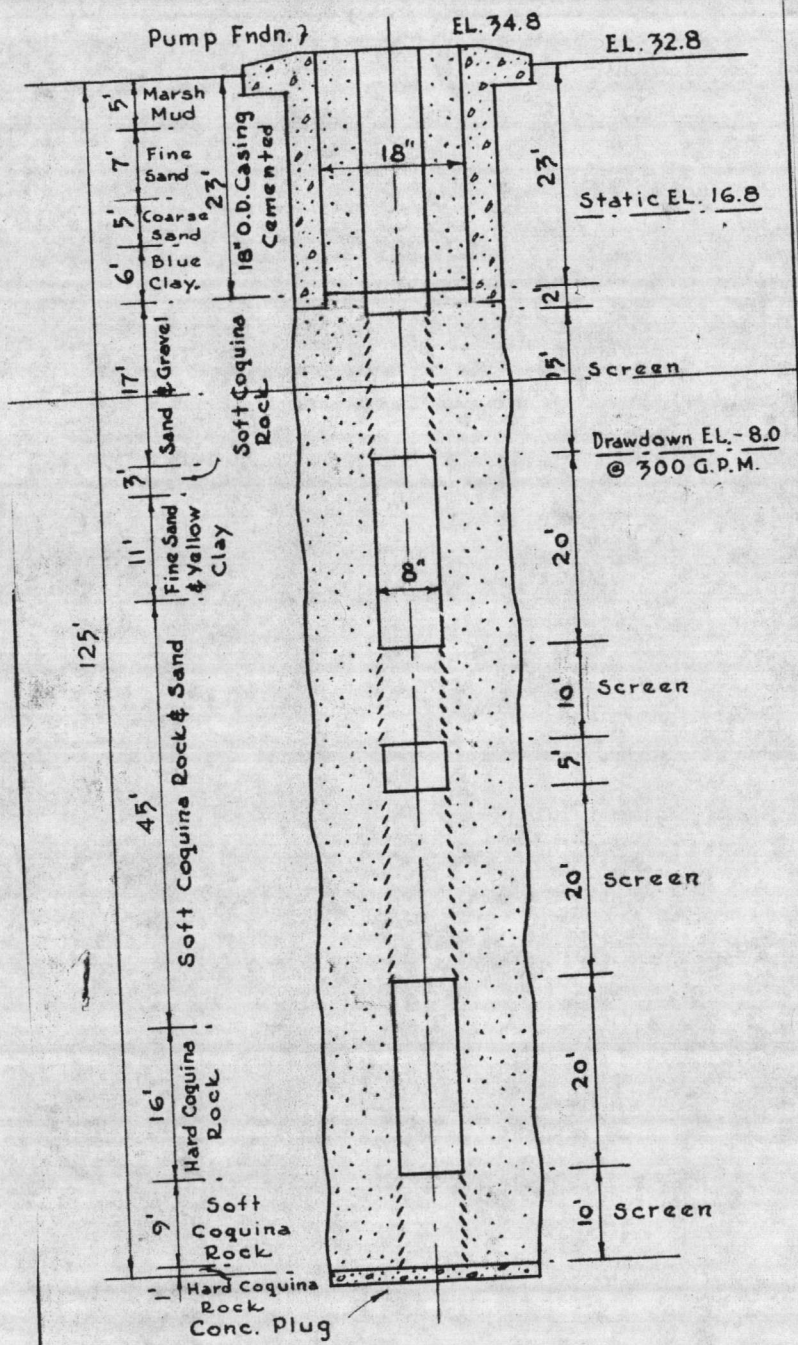 Pump Fndn.
EL. 34.8
EL. 32.8
5'
Marsh
Mud
7'
Fine
Sand
5'
Coarse
Sand
6'
Blue
Clay.
23'
18" O.D. Casing
Cemented
18"
23'
Static EL. 16.8
2'
17'
Sand & Gravel
Soft Coquina
Rock
15'
Screen
Drawdown EL. - 8.0
@ 300 G.P.M.
3'
11'
Fine Sand
& Yellow
Clay
8"
20'
125'
10'
Screen
5'
45'
Soft Coquina Rock & Sand
20'
Screen
20'
16'
Hard Coquina
Rock
9'
Soft
Coquina
Rock
10'
Screen
Hard Coquina
Rock
Conc. Plug